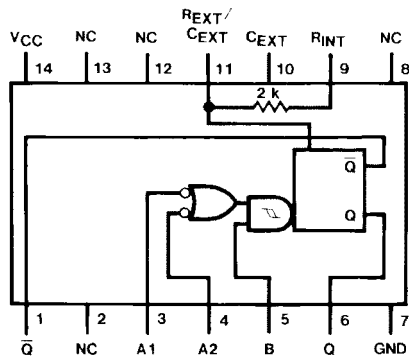 REXT/
VCC NC NC CEXT CEXT RINT NC
14 13 12 11 10 9 8
2 k
Q̅
Q
1 2 3 4 5 6 7
Q̅ NC A1 A2 B Q GND